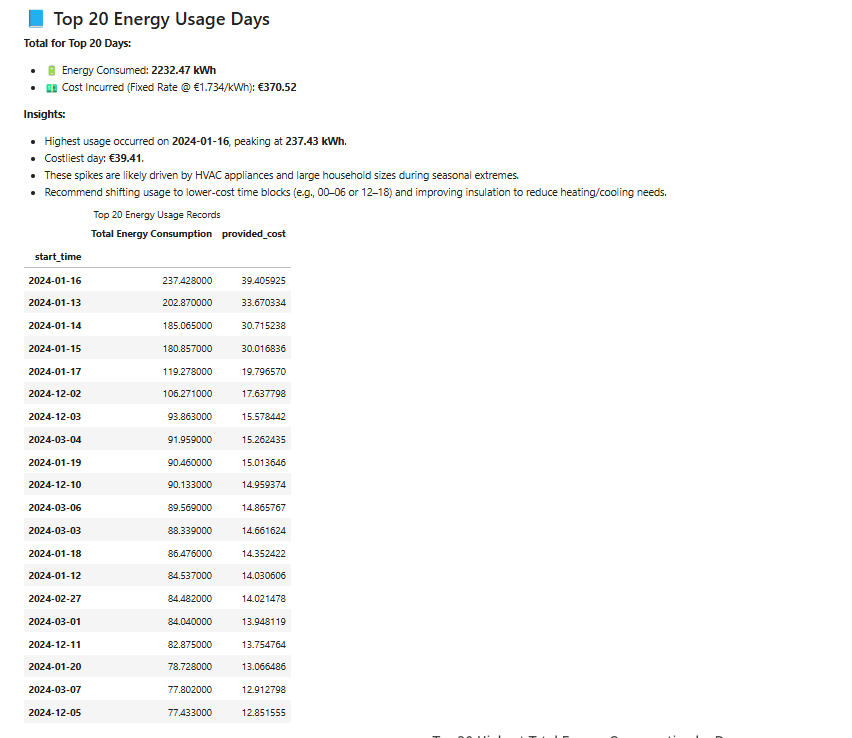 Top 20 Energy Usage Days
Total for Top 20 Days:
Energy Consumed: 2232.47 kWh
Cost Incurred (Fixed Rate @ €1.734/kWh): €370.52
Insights:
Highest usage occurred on 2024-01-16, peaking at 237.43 kWh.
Costliest day: €39.41.
These spikes are likely driven by HVAC appliances and large household sizes during seasonal extremes.
Recommend shifting usage to lower-cost time blocks (e.g., 00–06 or 12–18) and improving insulation to reduce heating/cooling needs.
Top 20 Energy Usage Records
Total Energy Consumption provided_cost
start_time
2024-01-16 237.428000 39.405925
2024-01-13 202.870000 33.670334
2024-01-14 185.065000 30.715238
2024-01-15 180.857000 30.016836
2024-01-17 119.278000 19.796570
2024-12-02 106.271000 17.637798
2024-12-03 93.863000 15.578442
2024-03-04 91.959000 15.262435
2024-01-19 90.460000 15.013646
2024-12-10 90.133000 14.959374
2024-03-06 89.569000 14.865767
2024-03-03 88.339000 14.661624
2024-01-18 86.476000 14.352422
2024-01-12 84.537000 14.030606
2024-02-27 84.482000 14.021478
2024-03-01 84.040000 13.948119
2024-12-11 82.875000 13.754764
2024-01-20 78.728000 13.066486
2024-03-07 77.802000 12.912798
2024-12-05 77.433000 12.851555